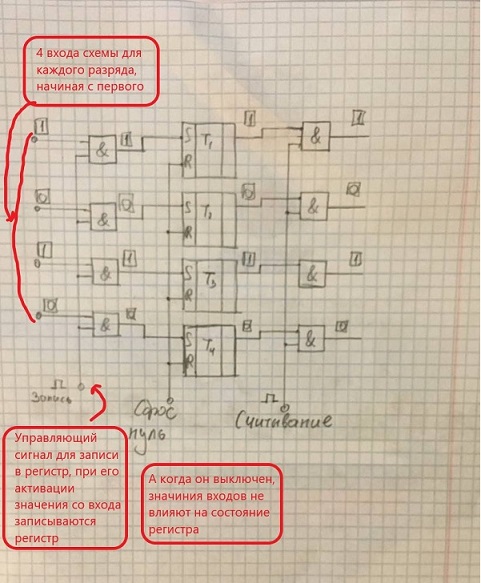 4 входа схемы для
каждого разряда,
начиная с первого
1
&
1
S
T1
R
1
&
1
0
&
0
S
T2
R
0
&
0
1
&
1
S
T3
R
1
&
1
0
&
0
S
T4
R
0
&
0
Запись
Сброс
нуль
Считывание
Управляющий
сигнал для записи
в регистр, при его
активации
значения со входа
записываются
регистр
А когда он выключен,
значиния входов не
влияют на состояние
регистра